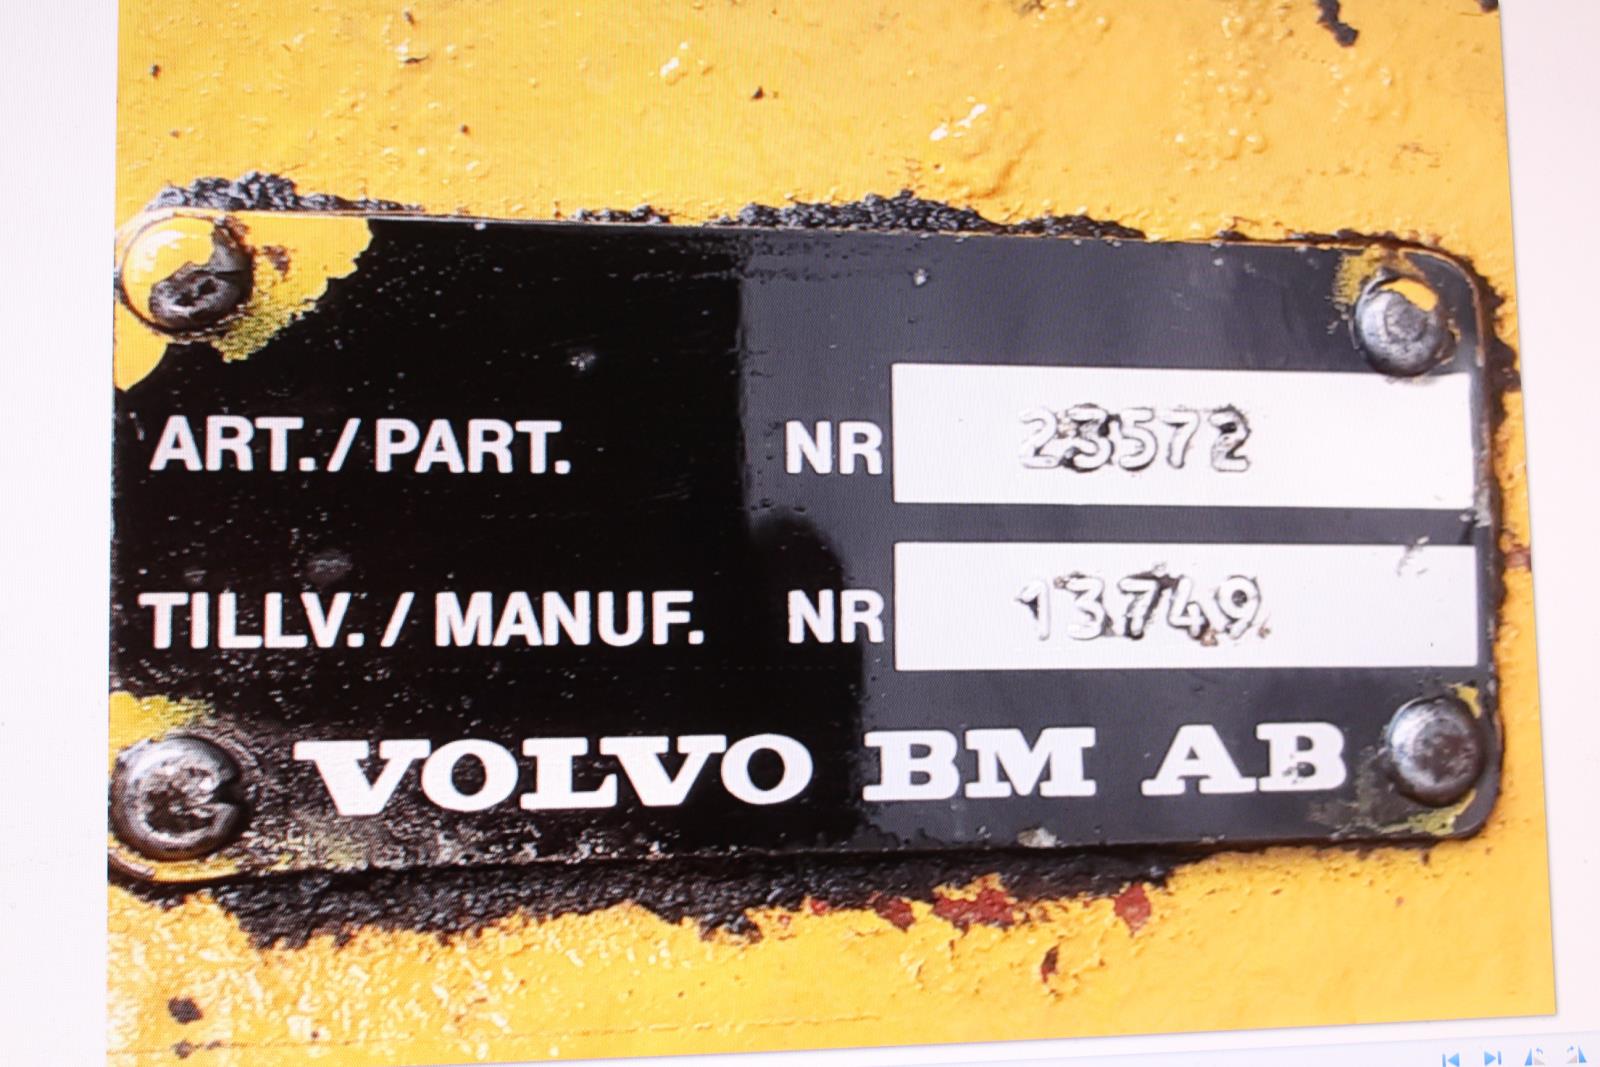 ART./PART. NR 23572
TILLV./MANUF. NR 13749
VOLVO BM AB